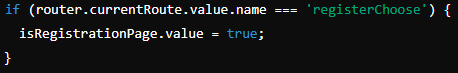 if (router.currentRoute.value.name === 'registerChoose') {
  isRegistrationPage.value = true;
}